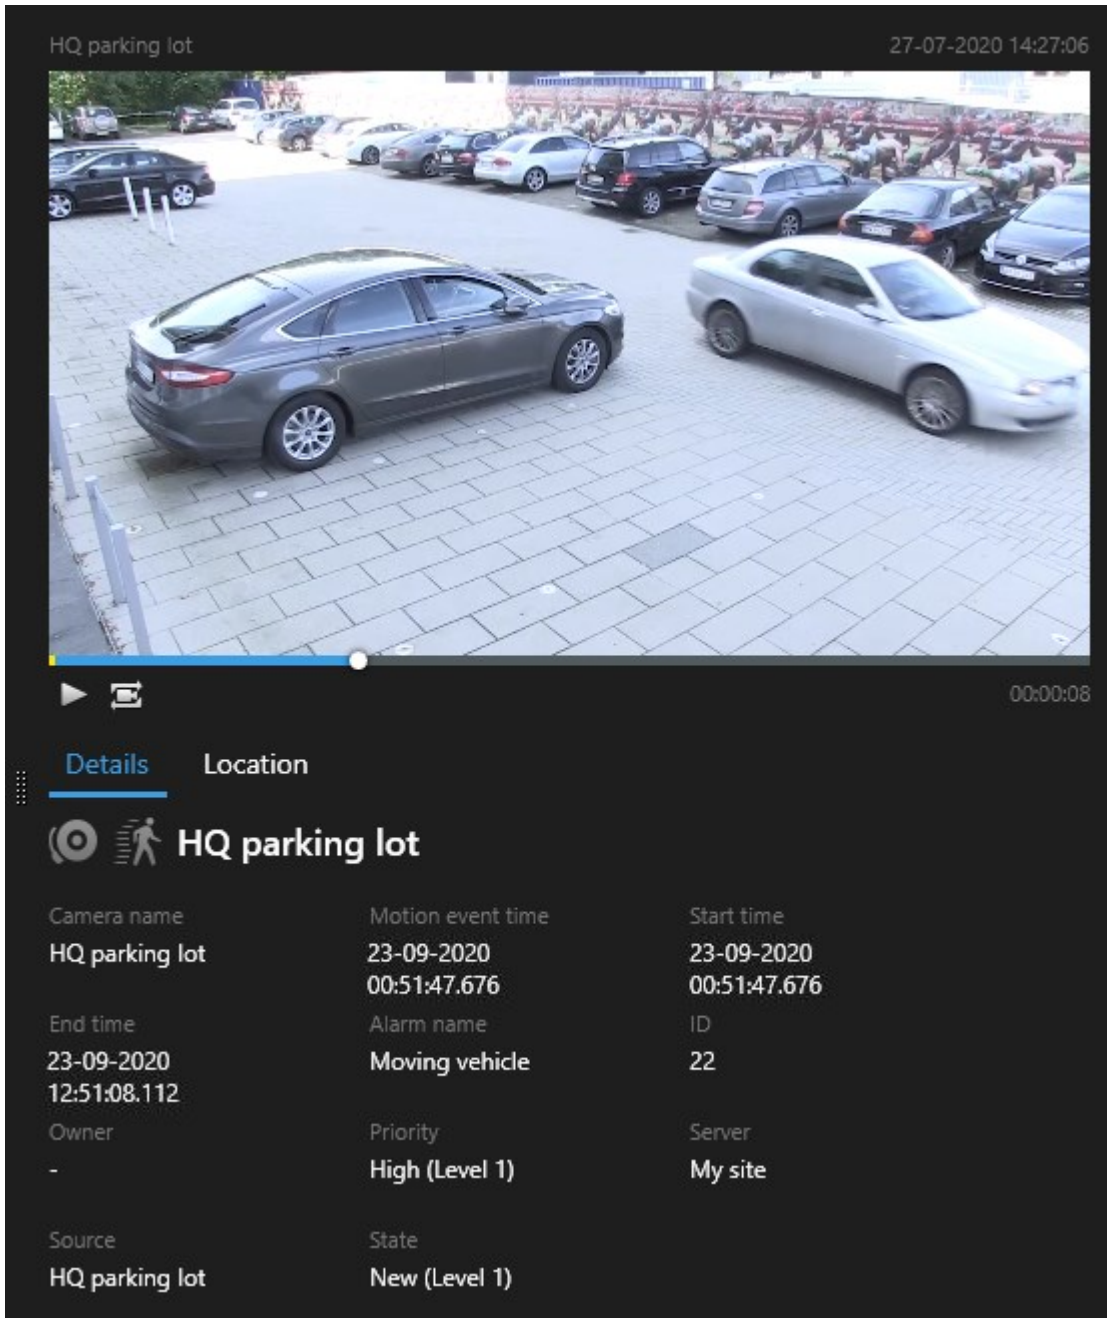 HQ parking lot 27-07-2020 14:27:06
00:00:08
Details Location
HQ parking lot
Camera name Motion event time Start time
HQ parking lot 23-09-2020 23-09-2020
00:51:47.676 00:51:47.676
End time Alarm name ID
23-09-2020 Moving vehicle 22
12:51:08.112
Owner Priority Server
- High (Level 1) My site
Source State
HQ parking lot New (Level 1)